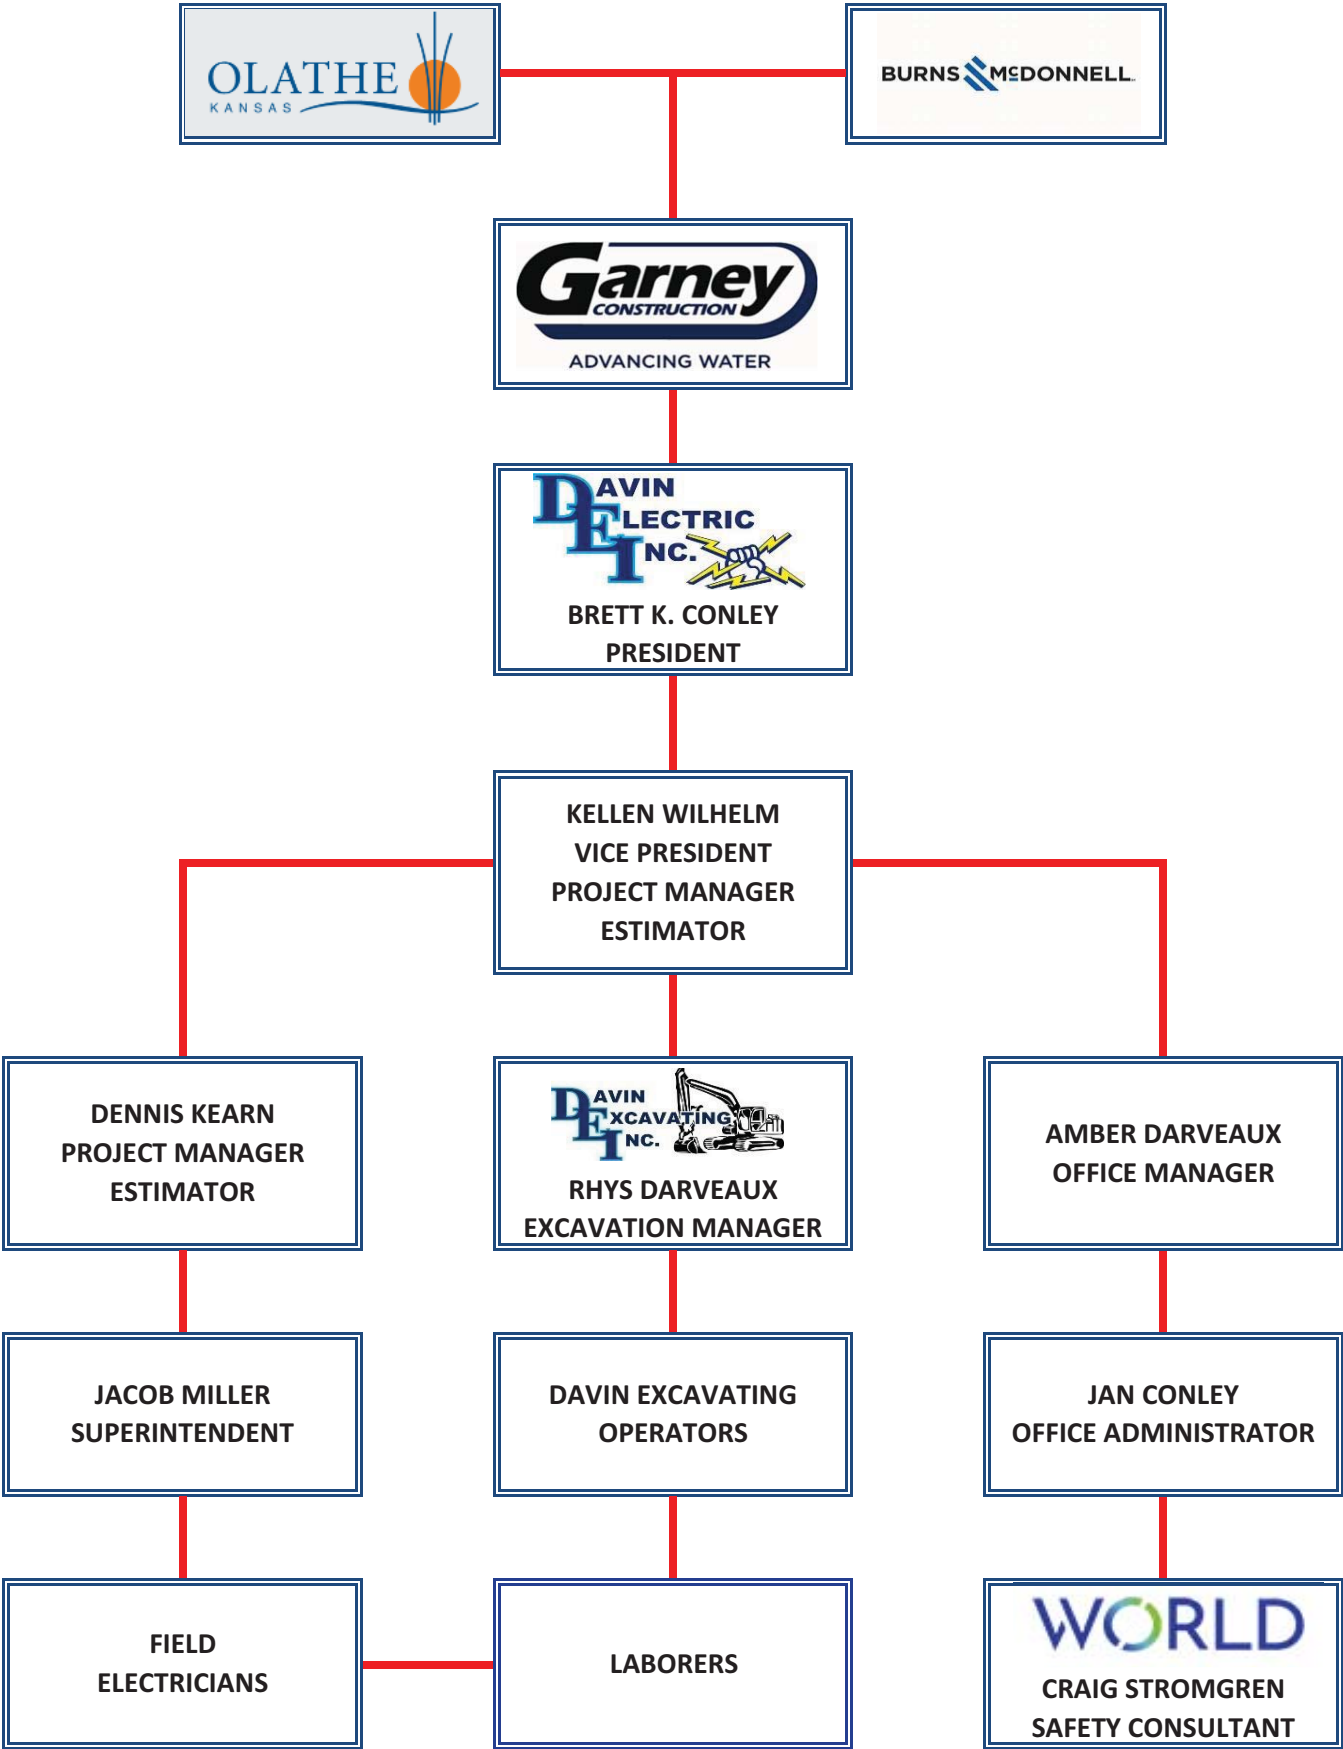 OLATHE
KANSAS
BURNS McDONNELL
Garney
CONSTRUCTION
ADVANCING WATER
DAVIN
ELECTRIC
INC.
BRETT K. CONLEY
PRESIDENT
KELLEN WILHELM
VICE PRESIDENT
PROJECT MANAGER
ESTIMATOR
DENNIS KEARN
PROJECT MANAGER
ESTIMATOR
DAVIN
EXCAVATING
INC.
RHYS DARVEAUX
EXCAVATION MANAGER
AMBER DARVEAUX
OFFICE MANAGER
JACOB MILLER
SUPERINTENDENT
DAVIN EXCAVATING
OPERATORS
JAN CONLEY
OFFICE ADMINISTRATOR
FIELD
ELECTRICIANS
LABORERS
WORLD
CRAIG STROMGREN
SAFETY CONSULTANT